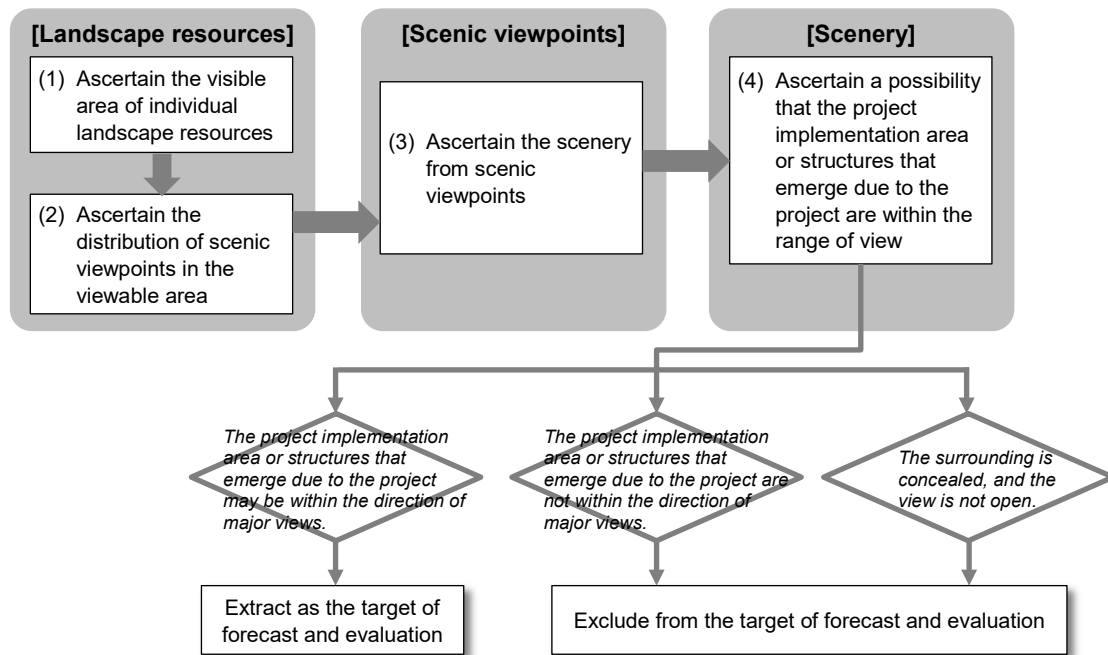 [Landscape resources]
(1) Ascertain the visible
area of individual
landscape resources
(2) Ascertain the
distribution of scenic
viewpoints in the
viewable area
[Scenic viewpoints]
(3) Ascertain the scenery
from scenic
viewpoints
[Scenery]
(4) Ascertain a possibility
that the project
implementation area
or structures that
emerge due to the
project are within the
range of view
The project implementation
area or structures that
emerge due to the project
may be within the direction of
major views.
The project implementation
area or structures that
emerge due to the project are
not within the direction of
major views.
The surrounding is
concealed, and the
view is not open.
Extract as the target of
forecast and evaluation
Exclude from the target of forecast and evaluation